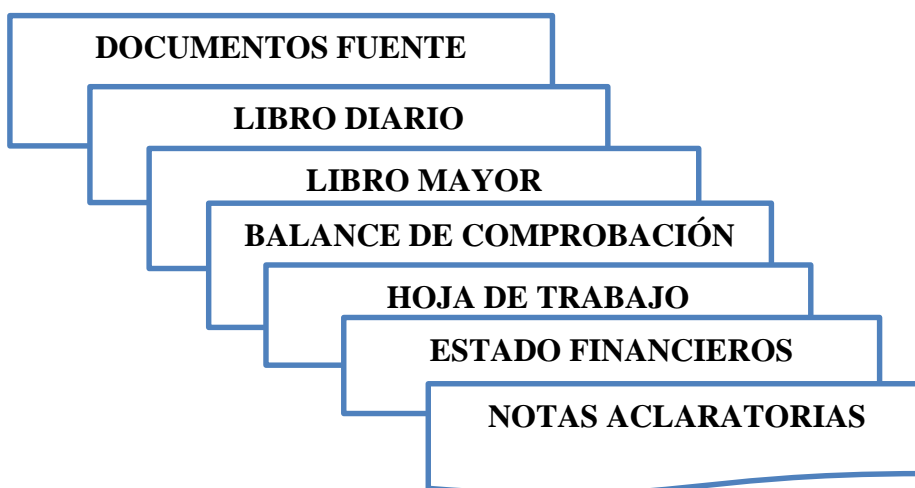 DOCUMENTOS FUENTE
LIBRO DIARIO
LIBRO MAYOR
BALANCE DE COMPROBACIÓN
HOJA DE TRABAJO
ESTADO FINANCIEROS
NOTAS ACLARATORIAS